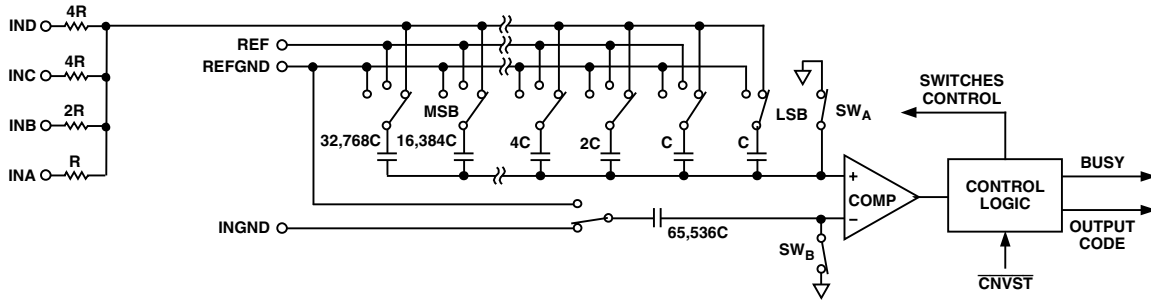 IND
4R
INC
4R
INB
2R
INA
R
REF
REFGND
INGND
MSB
LSB
32,768C
16,384C
4C
2C
C
C
65,536C
SWA
SWB
+
COMP
−
SWITCHES
CONTROL
CONTROL
LOGIC
BUSY
OUTPUT
CODE
CNVST